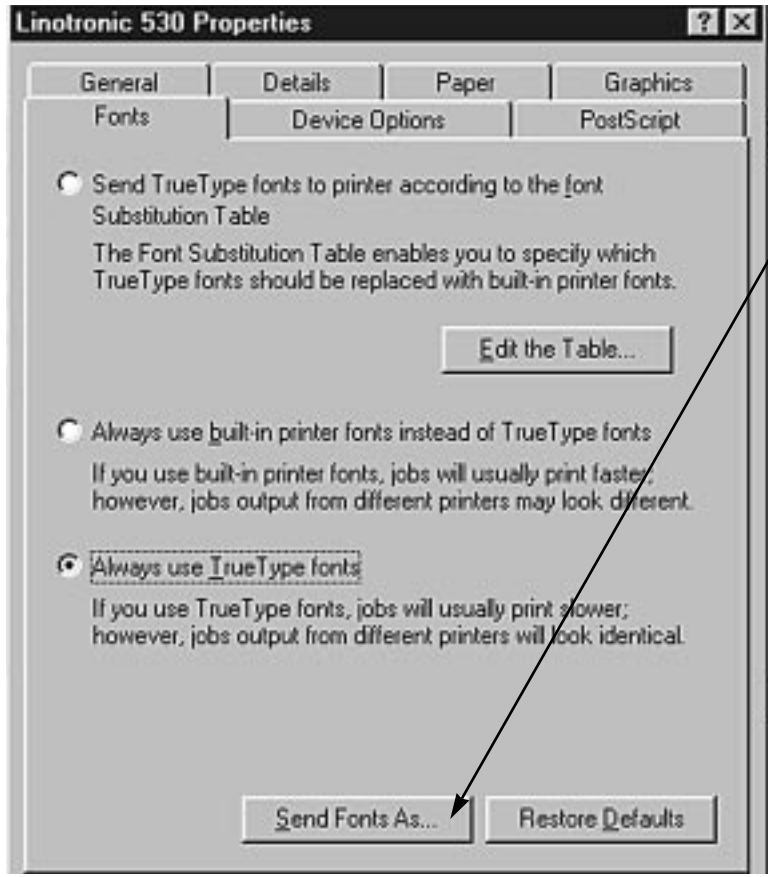 Linotronic 530 Properties
General Details Paper Graphics
Fonts Device Options PostScript
Send TrueType fonts to printer according to the font
Substitution Table
The Font Substitution Table enables you to specify which
TrueType fonts should be replaced with built-in printer fonts.
Edit the Table...
Always use built-in printer fonts instead of TrueType fonts
If you use built-in printer fonts, jobs will usually print faster;
however, jobs output from different printers may look different.
Always use TrueType fonts
If you use TrueType fonts, jobs will usually print slower;
however, jobs output from different printers will look identical.
Send Fonts As... Restore Defaults